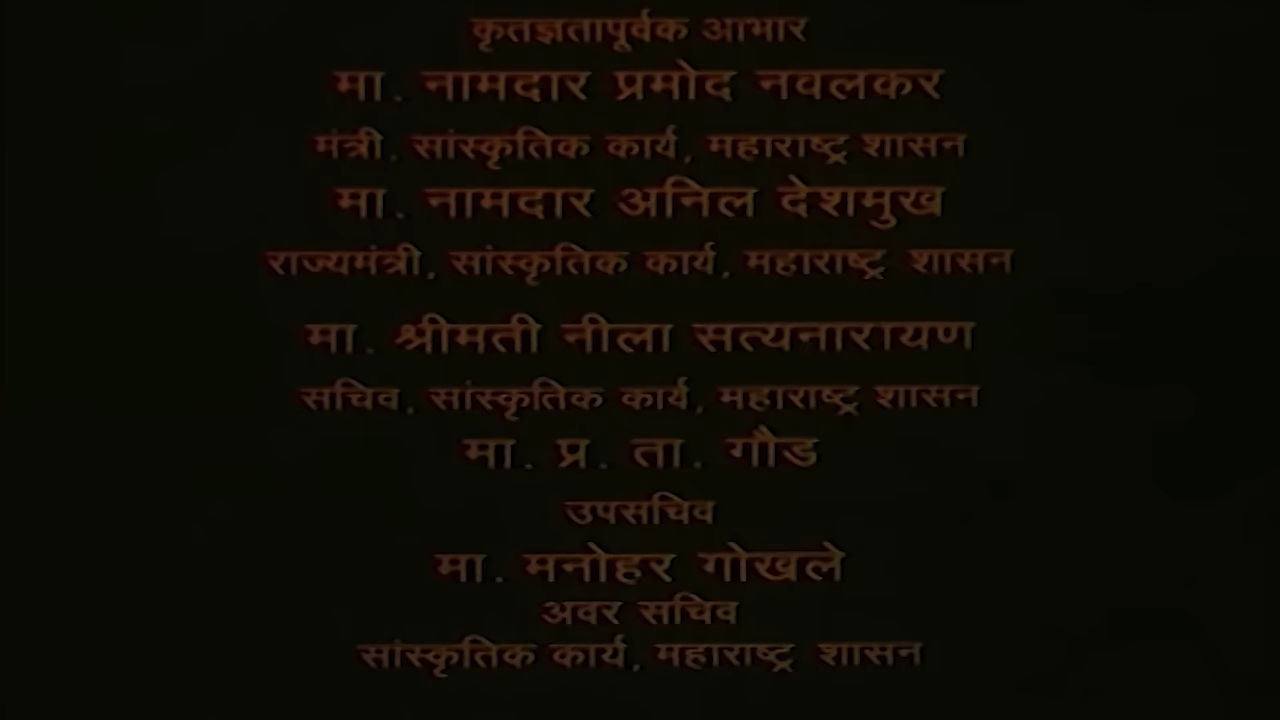 कृतज्ञतापूर्वक आभार
मा. नामदार प्रमोद नवलकर
मंत्री, सांस्कृतिक कार्य, महाराष्ट्र शासन
मा. नामदार अनिल देशमुख
राज्यमंत्री, सांस्कृतिक कार्य, महाराष्ट्र शासन
मा. श्रीमती नीला सत्यनारायण
सचिव, सांस्कृतिक कार्य, महाराष्ट्र शासन
मा. प्र. ता. गौड
उपसचिव
मा. मनोहर गोखले
अवर सचिव
सांस्कृतिक कार्य, महाराष्ट्र शासन